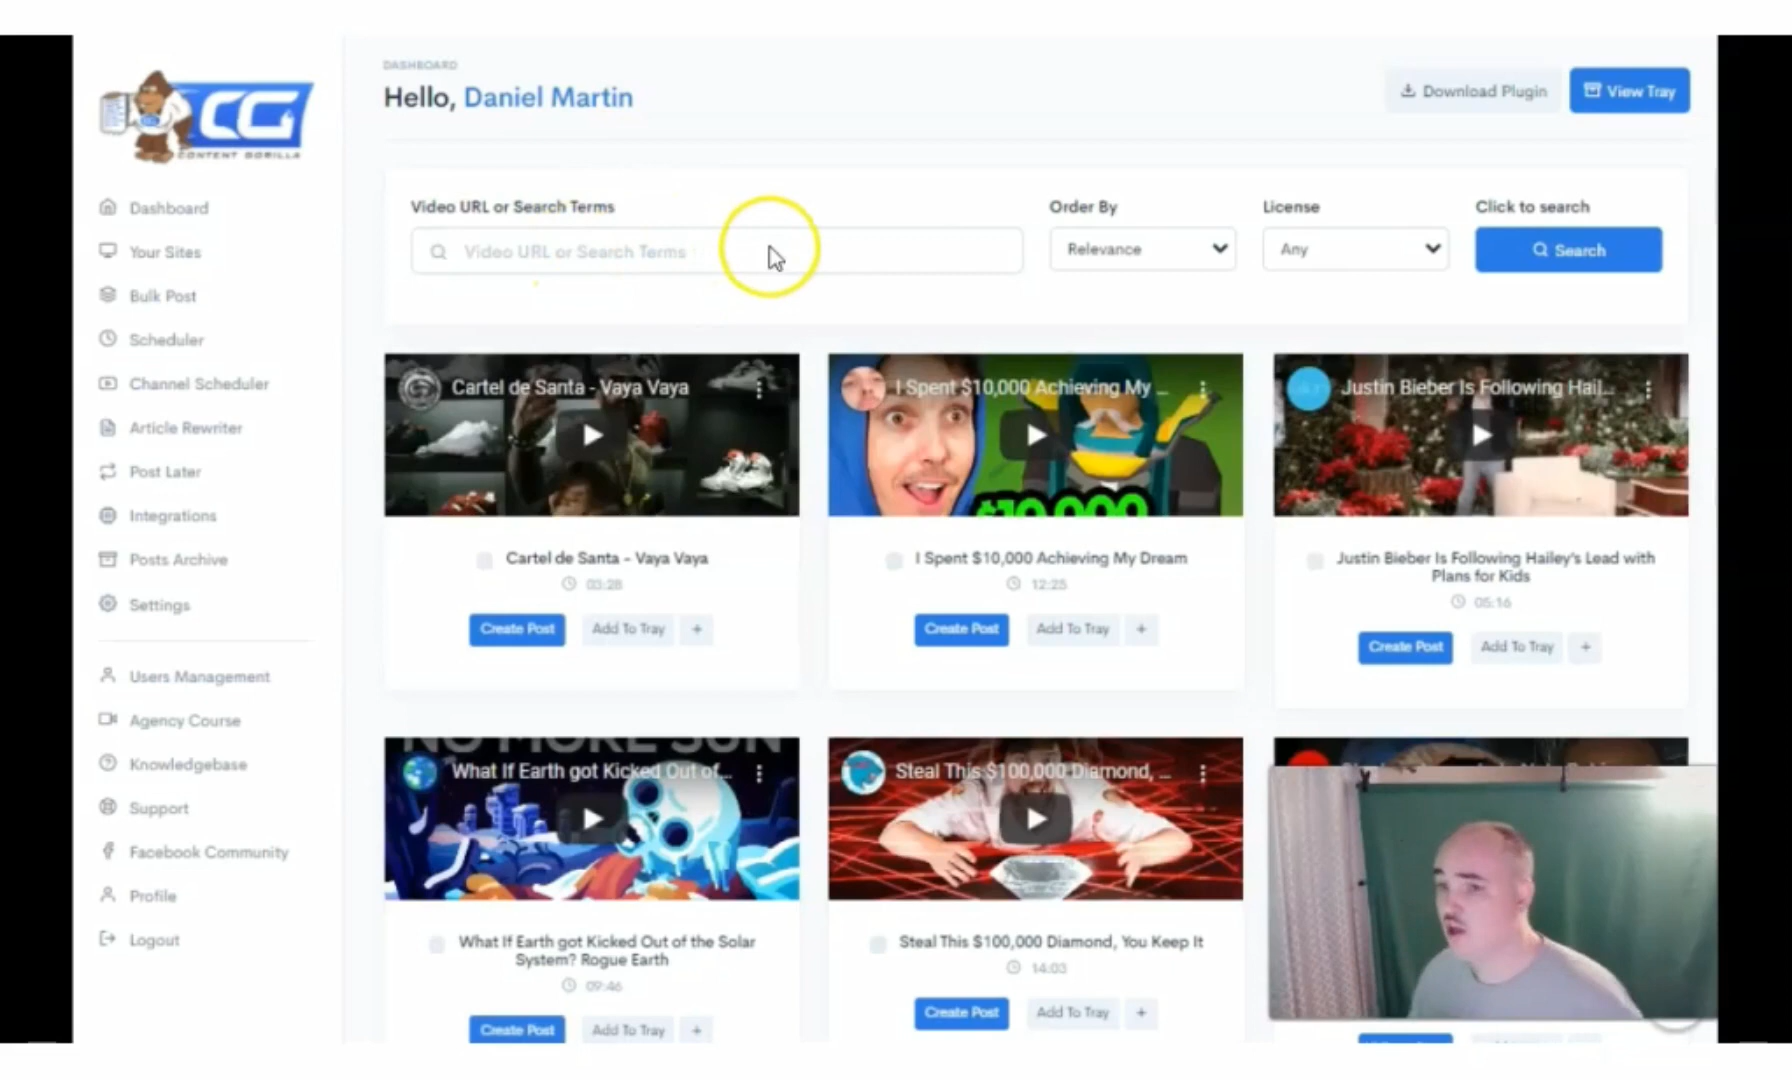 CG
CONTENT GORILLA
Dashboard
Your Sites
Bulk Post
Scheduler
Channel Scheduler
Article Rewriter
Post Later
Integrations
Posts Archive
Settings
Users Management
Agency Course
Knowledgebase
Support
Facebook Community
Profile
Logout
DASHBOARD
Hello, Daniel Martin
Download Plugin
View Tray
Video URL or Search Terms
Order By
License
Click to search
Video URL or Search Terms
Relevance
Any
Search
Cartel de Santa - Vaya Vaya
Cartel de Santa - Vaya Vaya
03:28
Create Post
Add To Tray
+
I Spent $10,000 Achieving My ...
$10,000
I Spent $10,000 Achieving My Dream
12:25
Create Post
Add To Tray
+
Justin Bieber Is Following Hail...
Justin Bieber Is Following Hailey's Lead with
Plans for Kids
05:16
Create Post
Add To Tray
+
NO MORE SUN
What If Earth got Kicked Out of...
What If Earth got Kicked Out of the Solar
System? Rogue Earth
09:46
Create Post
Add To Tray
+
Steal This $100,000 Diamond, ...
Steal This $100,000 Diamond, You Keep It
14:03
Create Post
Add To Tray
+